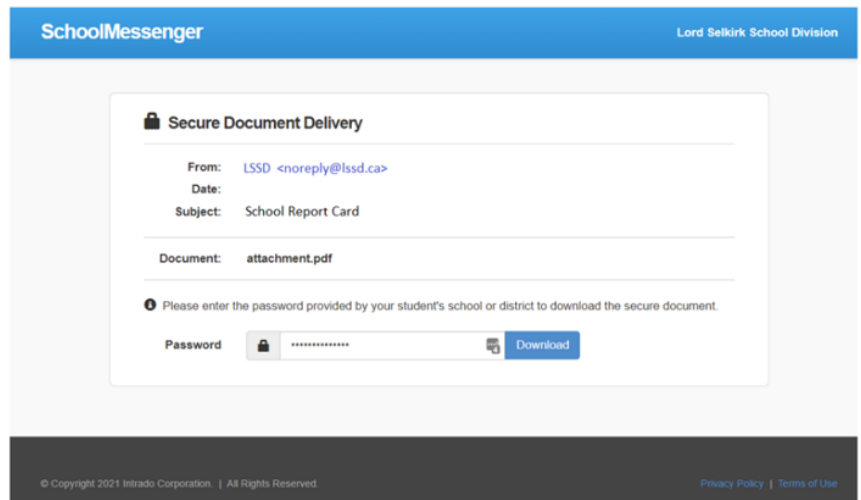 SchoolMessenger
Lord Selkirk School Division
Secure Document Delivery
From: LSSD <noreply@lssd.ca>
Date:
Subject: School Report Card
Document: attachment.pdf
Please enter the password provided by your student's school or district to download the secure document.
Password •••••••••••••• Download
© Copyright 2021 Intrado Corporation. | All Rights Reserved.
Privacy Policy | Terms of Use